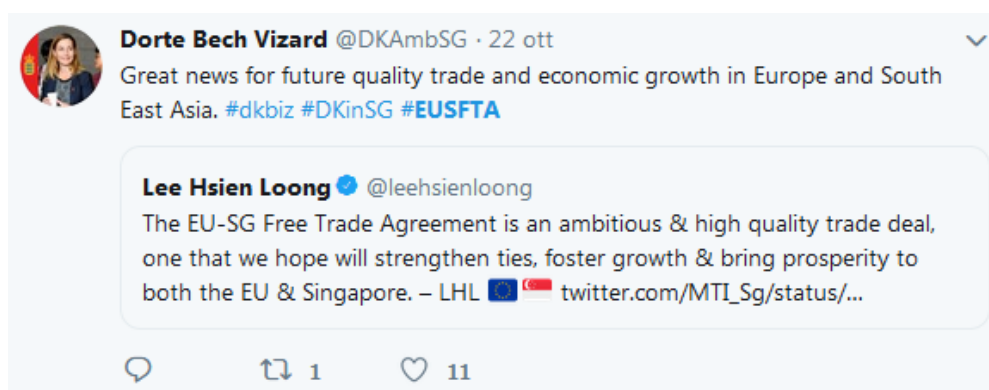 Dorte Bech Vizard @DKAmbSG · 22 ott
Great news for future quality trade and economic growth in Europe and South
East Asia. #dkbiz #DKinSG #EUSFTA
Lee Hsien Loong @leehsienloong
The EU-SG Free Trade Agreement is an ambitious & high quality trade deal,
one that we hope will strengthen ties, foster growth & bring prosperity to
both the EU & Singapore. – LHL 🇪🇺🇸🇬 twitter.com/MTI_Sg/status/...
1 11